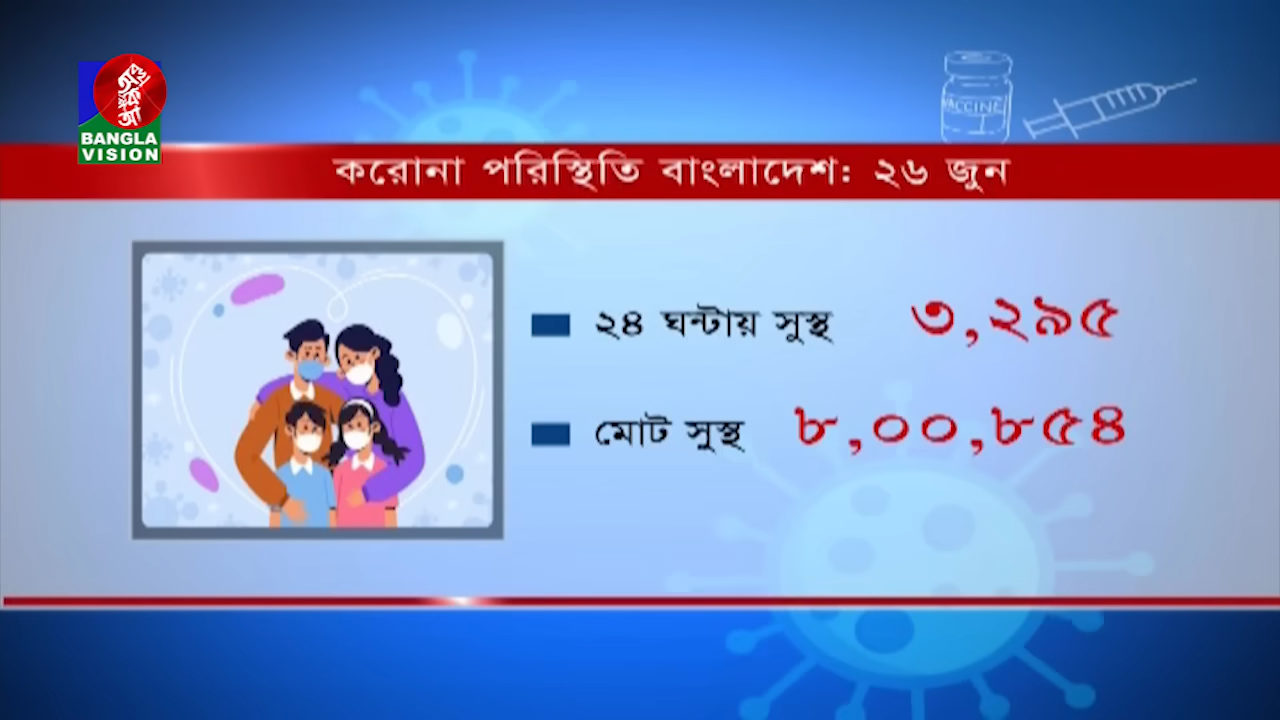 VACCINE
BANGLA
VISION
করোনা পরিস্থিতি বাংলাদেশ: ২৬ জুন
২৪ ঘন্টায় সুস্থ ৩,২৯৫
মোট সুস্থ ৮,০০,৮৫৪